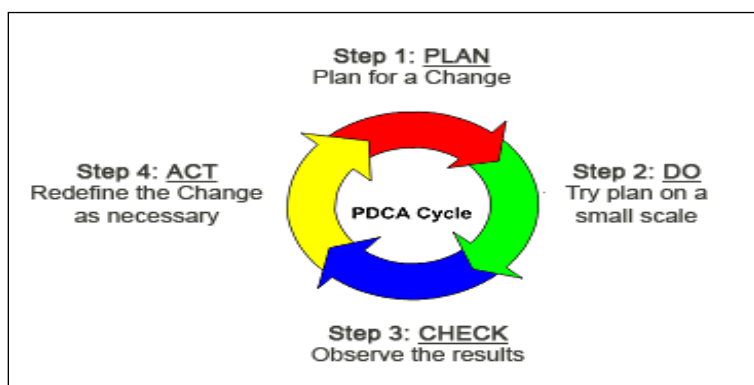 Step 1: PLAN
Plan for a Change
Step 2: DO
Try plan on a
small scale
Step 3: CHECK
Observe the results
Step 4: ACT
Redefine the Change
as necessary
PDCA Cycle